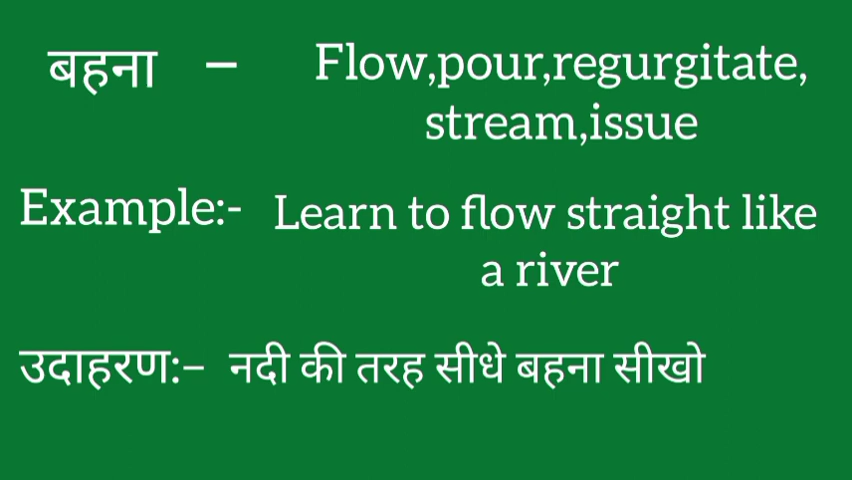 बहना – Flow,pour,regurgitate,
stream,issue
Example:- Learn to flow straight like
a river
उदाहरण:– नदी की तरह सीधे बहना सीखो